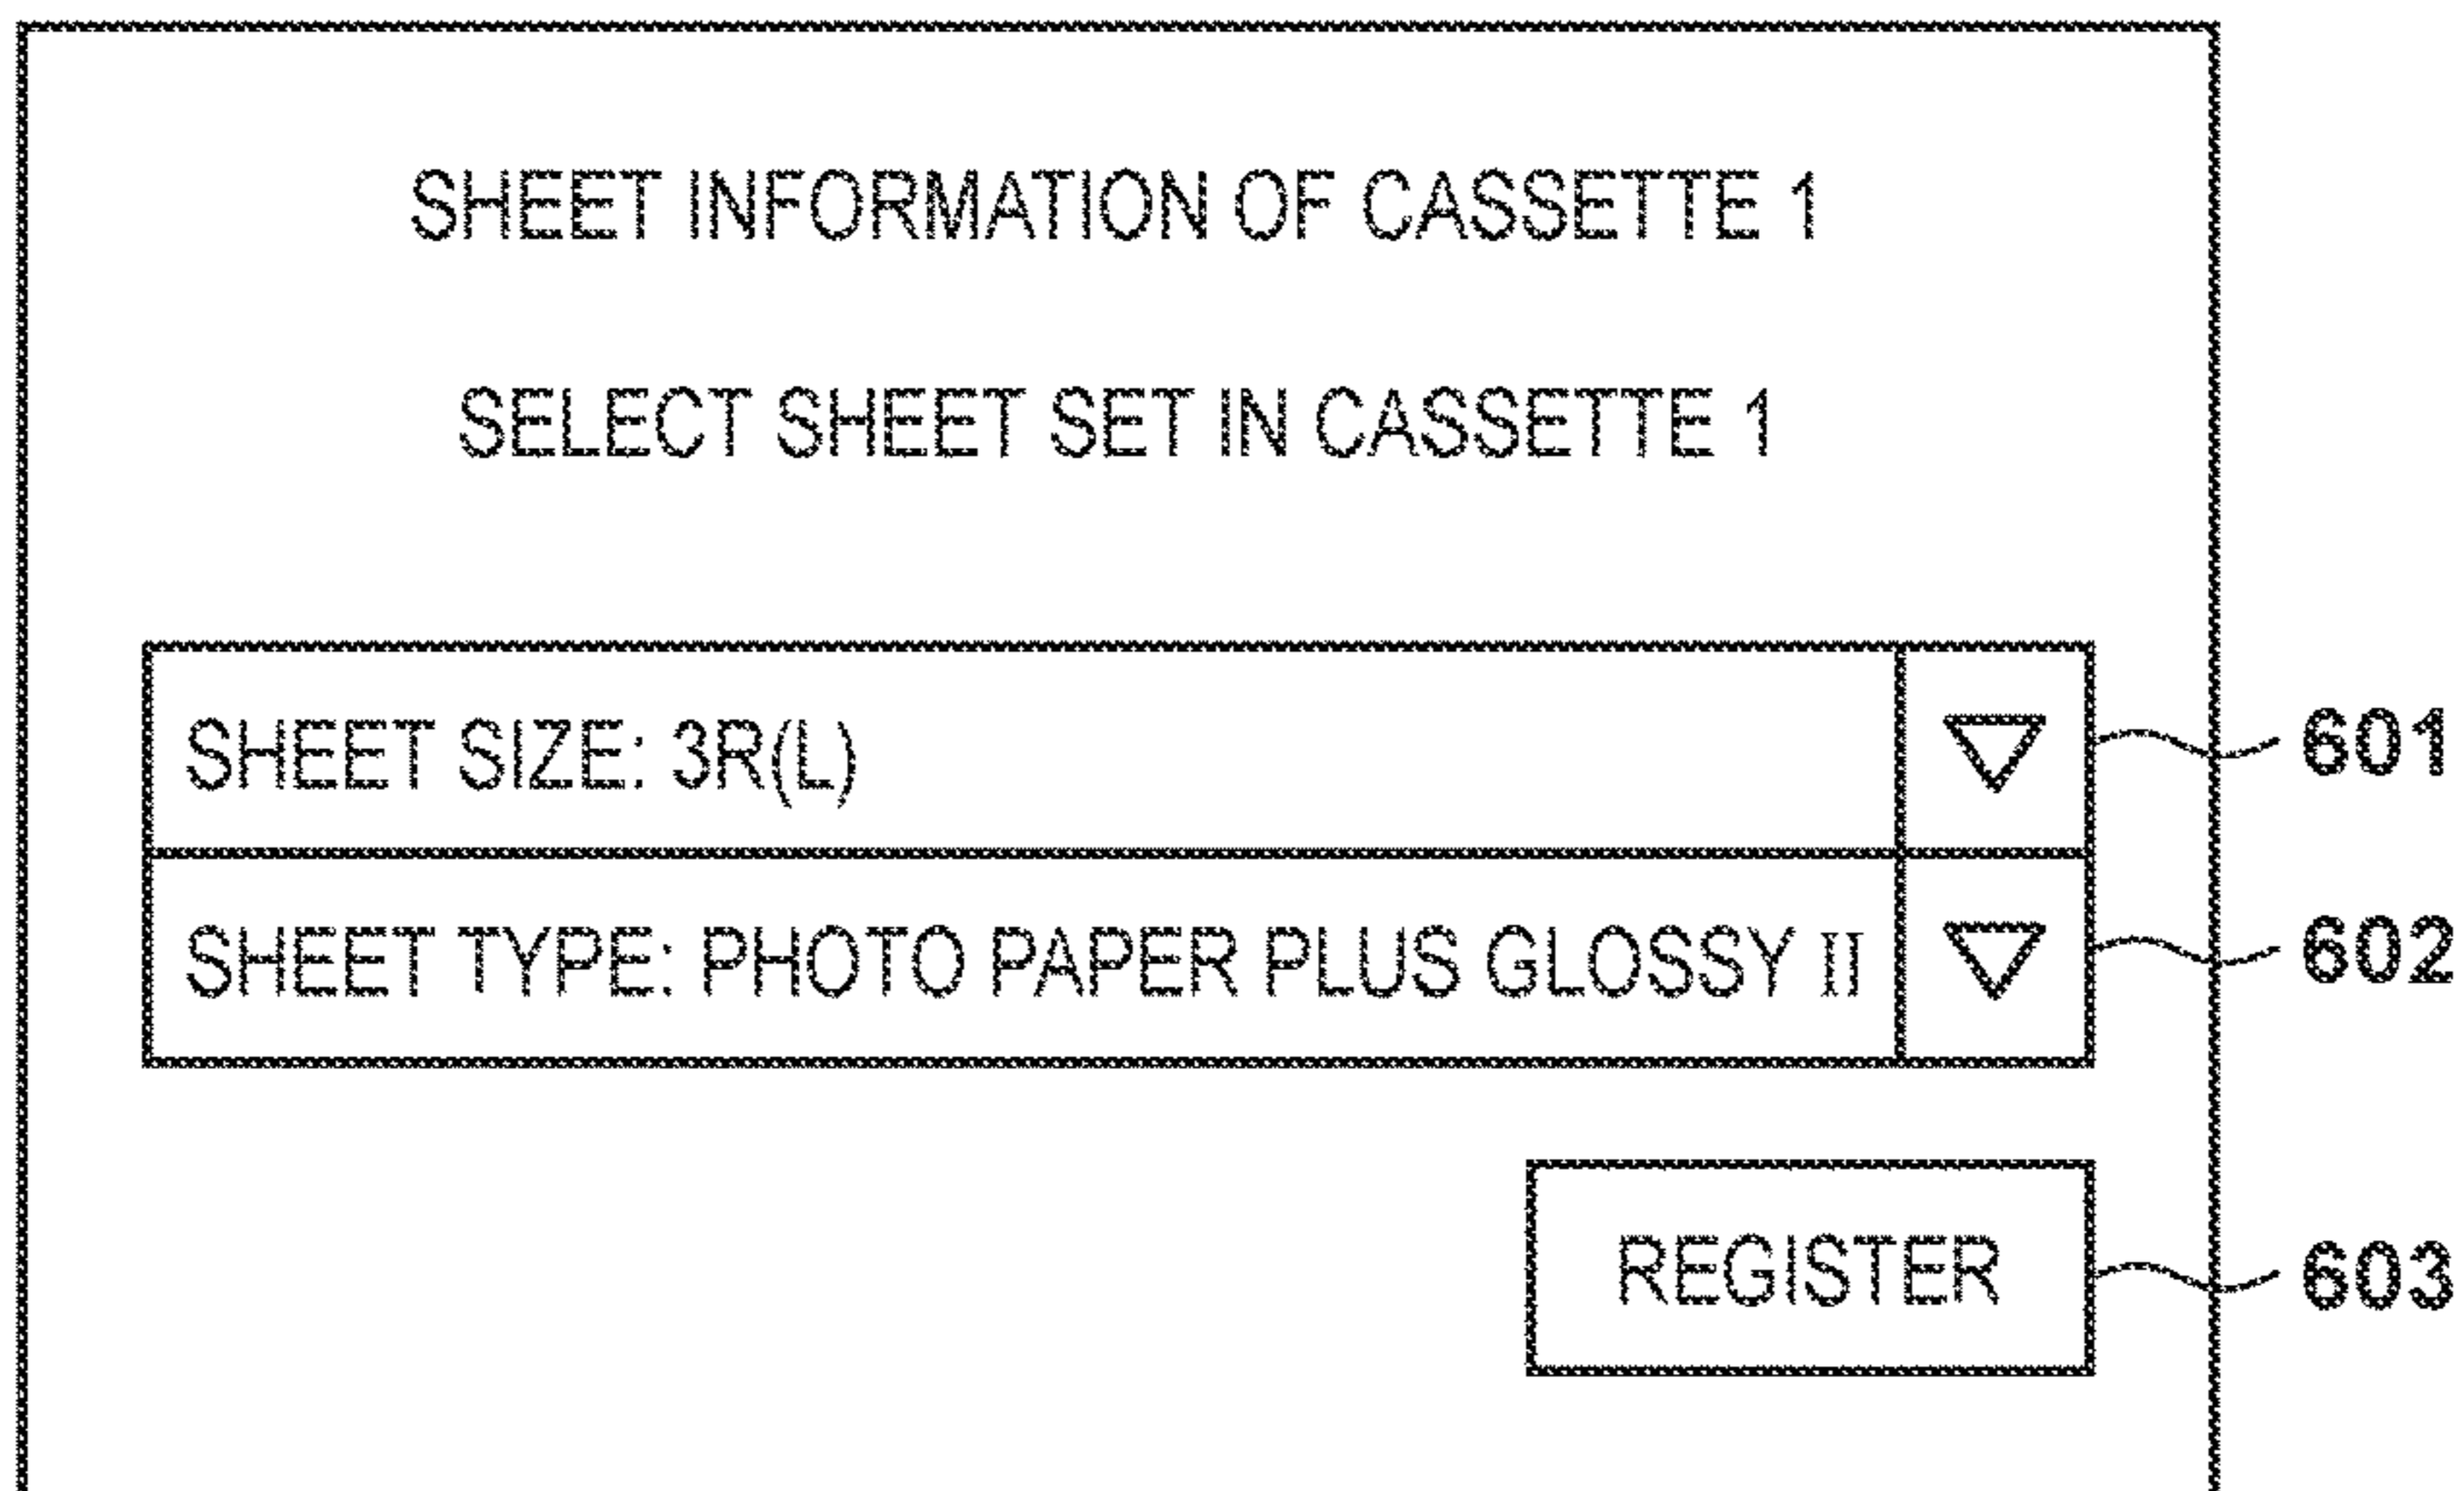 SHEET INFORMATION OF CASSETTE 1
SELECT SHEET SET IN CASSETTE 1
SHEET SIZE: 3R(L)
601
SHEET TYPE: PHOTO PAPER PLUS GLOSSY II
602
REGISTER
603